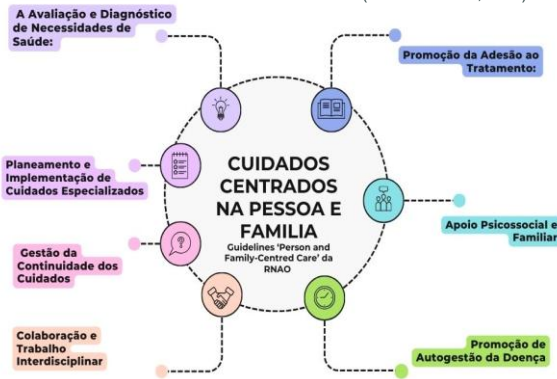 A Avaliação e Diagnóstico
de Necessidades de
Saúde:
Promoção da Adesão ao
Tratamento:
Planeamento e
Implementação de
Cuidados Especializados
CUIDADOS
CENTRADOS
NA PESSOA E
FAMILIA
Guidelines 'Person and
Family-Centred Care' da
RNAO
Apoio Psicossocial e
Familiar
Gestão da
Continuidade dos
Cuidados
Colaboração e
Trabalho
Interdisciplinar
Promoção de
Autogestão da Doença